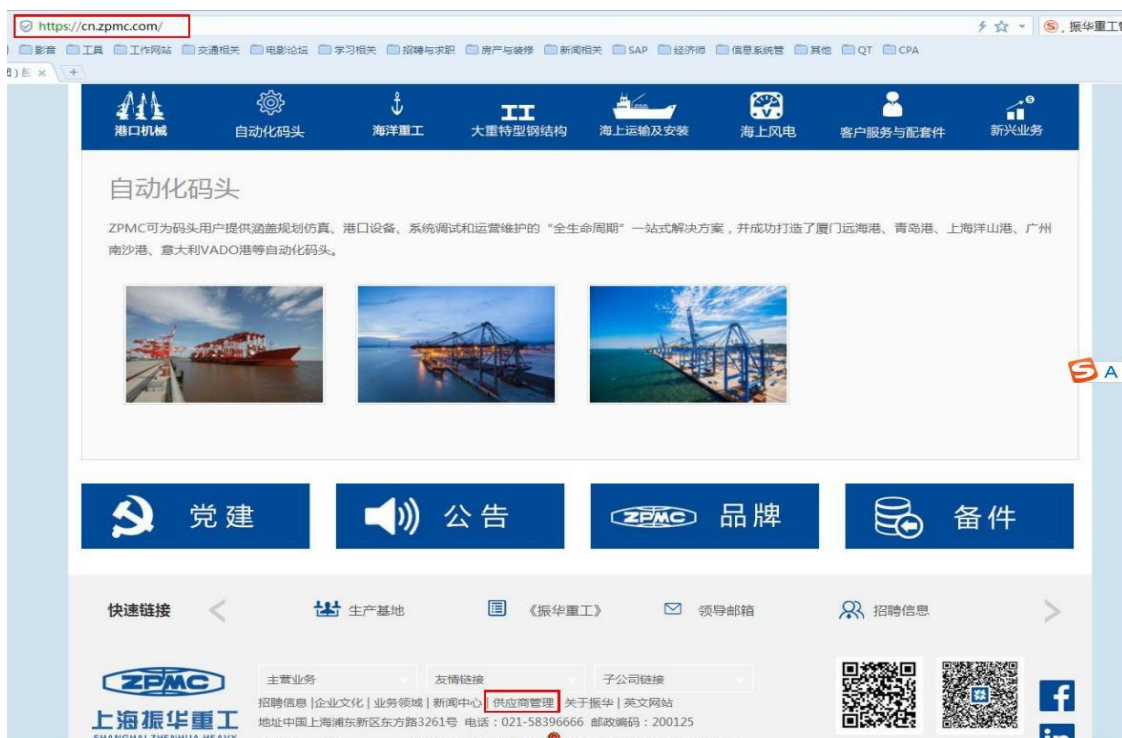 https://cn.zpmc.com/
振华重工
影音 工具 工作网站 交通相关 电影论坛 学习相关 招聘与求职 房产与装修 新闻相关 SAP 经济师 信息系统管 其他 QT CPA
港口机械 自动化码头 海洋重工 大重特型钢结构 海上运输及安装 海上风电 客户服务与配套件 新兴业务
自动化码头
ZPMC可为码头用户提供涵盖规划仿真、港口设备、系统调试和运营维护的“全生命周期”一站式解决方案,并成功打造了厦门远海港、青岛港、上海洋山港、广州
南沙港、意大利VADO港等自动化码头。
A
党建 公告 ZPMC 品牌 备件
快速链接 生产基地 《振华重工》 领导邮箱 招聘信息
ZPMC 主营业务 友情链接 子公司链接
招聘信息|企业文化|业务领域|新闻中心|供应商管理|关于振华|英文网站
上海振华重工 地址中国上海浦东新区东方路3261号 电话:021-58396666 邮政编码:200125
SHANGHAI ZHENHUA HEAVY